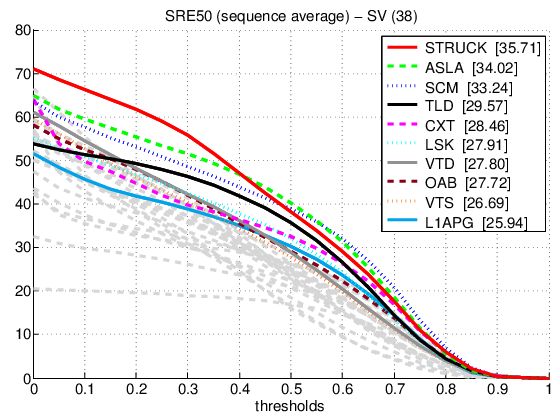 SRE50 (sequence average) – SV (38)
80
70
60
50
40
30
20
10
0
STRUCK [35.71]
ASLA [34.02]
SCM [33.24]
TLD [29.57]
CXT [28.46]
LSK [27.91]
VTD [27.80]
OAB [27.72]
VTS [26.69]
L1APG [25.94]
0 0.1 0.2 0.3 0.4 0.5 0.6 0.7 0.8 0.9 1
thresholds